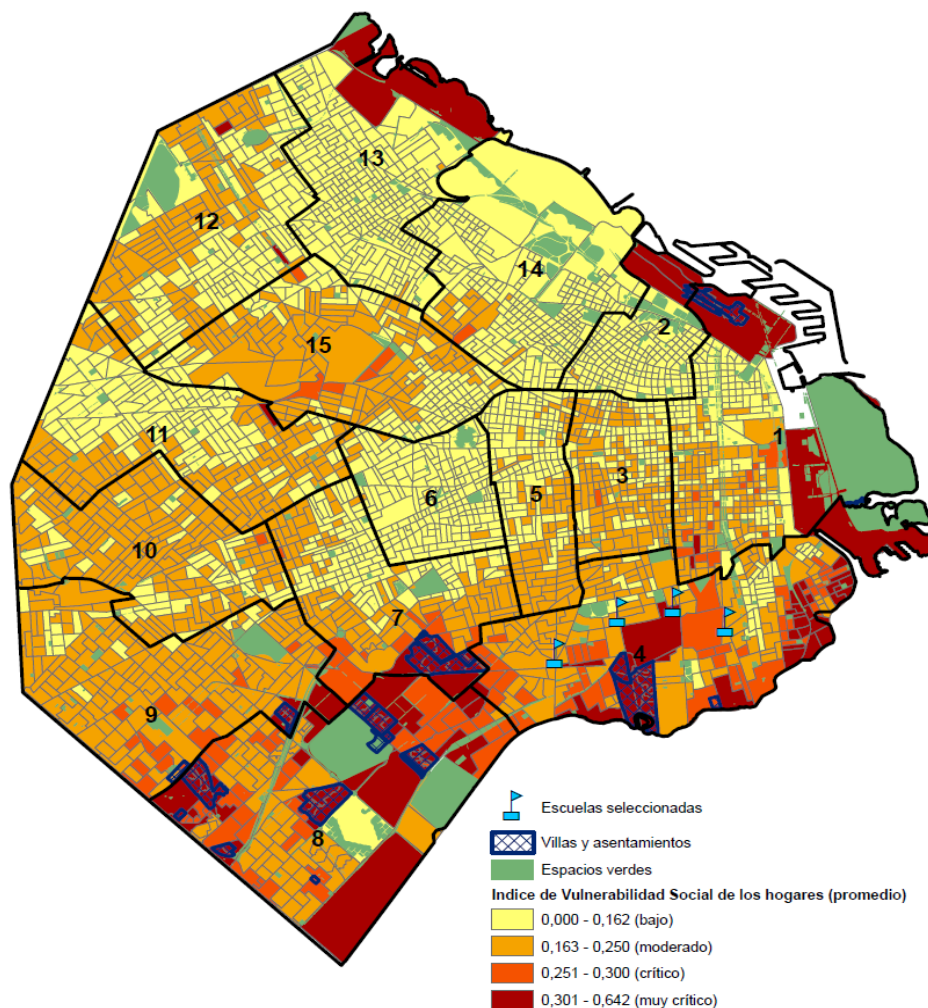 13
12
14
2
15
1
11
3
6
5
10
7
4
9
8
Escuelas seleccionadas
Villas y asentamientos
Espacios verdes
Indice de Vulnerabilidad Social de los hogares (promedio)
0,000 - 0,162 (bajo)
0,163 - 0,250 (moderado)
0,251 - 0,300 (crítico)
0,301 - 0,642 (muy crítico)